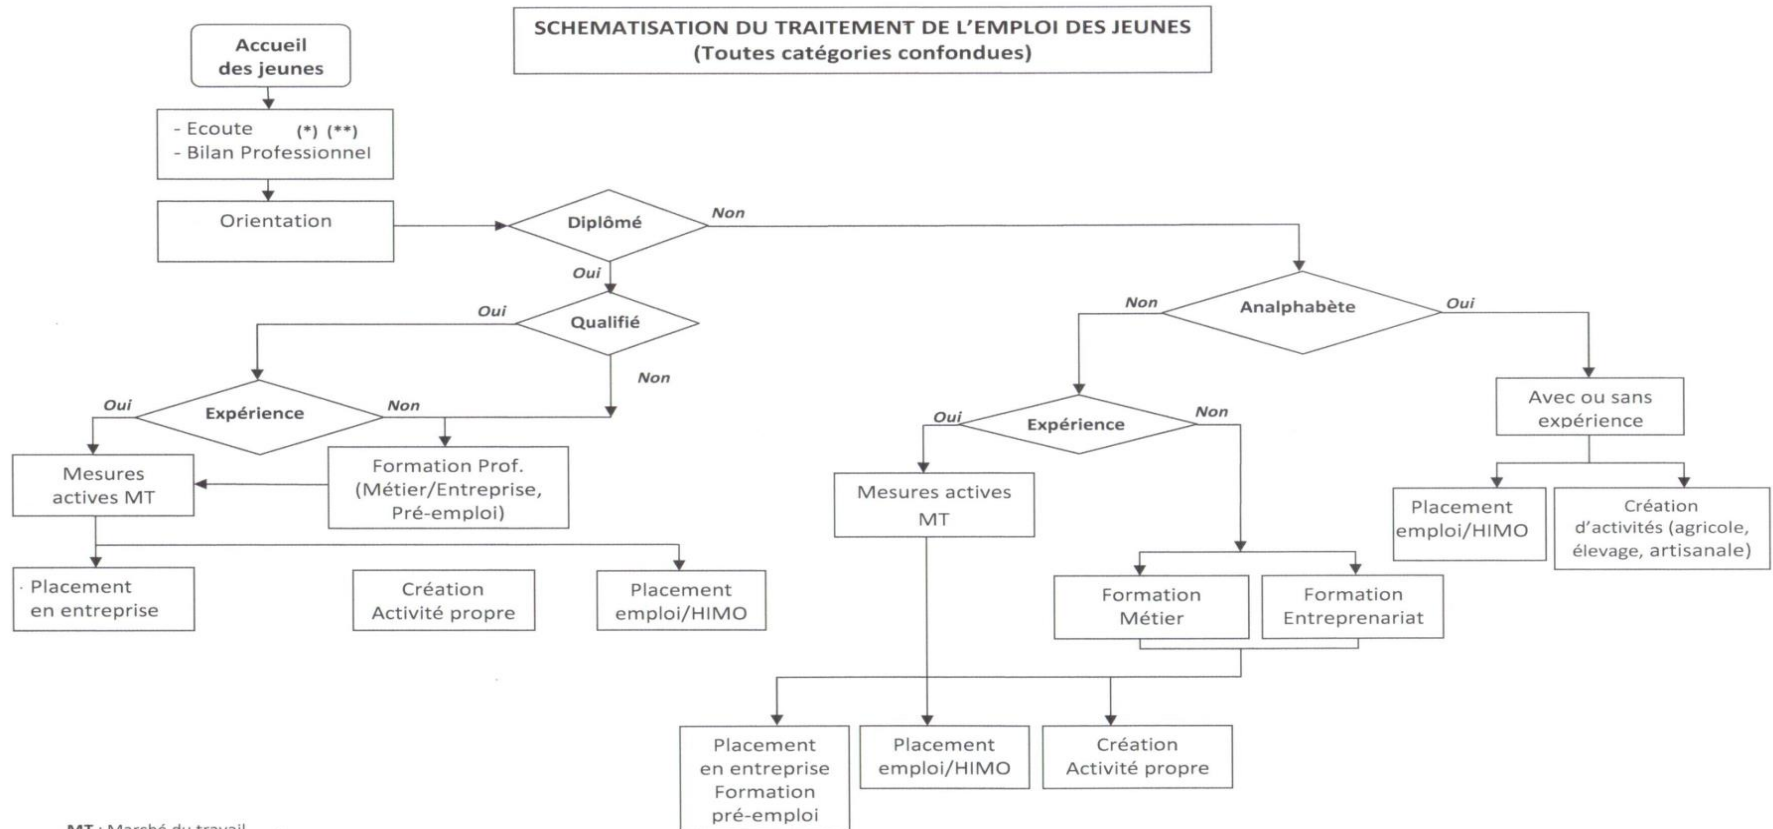 SCHEMATISATION DU TRAITEMENT DE L'EMPLOI DES JEUNES
(Toutes catégories confondues)
Accueil
des jeunes
- Ecoute (*) (**)
- Bilan Professionnel
Orientation
Diplômé
Non
Oui
Qualifié
Oui
Non
Analphabète
Non
Oui
Expérience
Oui
Non
Mesures
actives MT
Formation Prof.
(Métier/Entreprise,
Pré-emploi)
Placement
en entreprise
Création
Activité propre
Placement
emploi/HIMO
Expérience
Oui
Non
Mesures actives
MT
Formation
Métier
Formation
Entreprenariat
Avec ou sans
expérience
Placement
emploi/HIMO
Création
d'activités (agricole,
élevage, artisanale)
Placement
en entreprise
Formation
pré-emploi
Placement
emploi/HIMO
Création
Activité propre
MT : Marché du travail